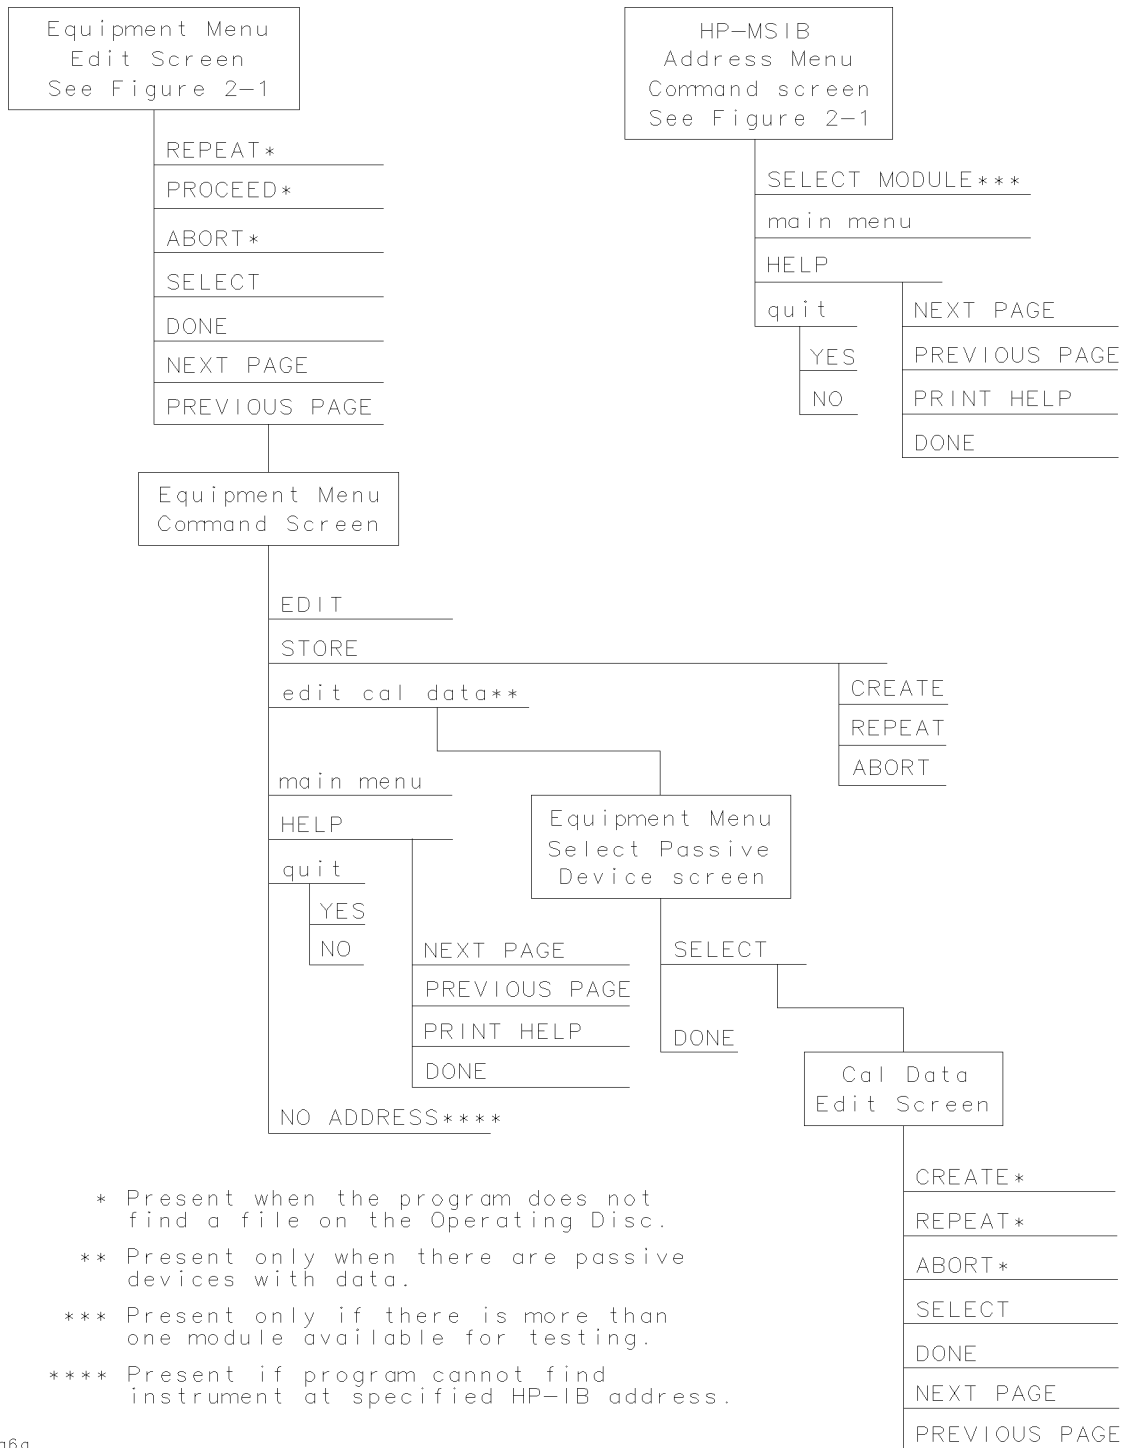 Equipment Menu
Edit Screen
See Figure 2-1
REPEAT*
PROCEED*
ABORT*
SELECT
DONE
NEXT PAGE
PREVIOUS PAGE
HP-MSIB
Address Menu
Command screen
See Figure 2-1
SELECT MODULE***
main menu
HELP
quit
YES
NO
NEXT PAGE
PREVIOUS PAGE
PRINT HELP
DONE
Equipment Menu
Command Screen
EDIT
STORE
CREATE
REPEAT
ABORT
edit cal data**
main menu
HELP
quit
YES
NO
NEXT PAGE
PREVIOUS PAGE
PRINT HELP
DONE
NO ADDRESS****
Equipment Menu
Select Passive
Device screen
SELECT
DONE
Cal Data
Edit Screen
CREATE*
REPEAT*
ABORT*
SELECT
DONE
NEXT PAGE
PREVIOUS PAGE
* Present when the program does not
find a file on the Operating Disc.
** Present only when there are passive
devices with data.
*** Present only if there is more than
one module available for testing.
**** Present if program cannot find
instrument at specified HP-IB address.